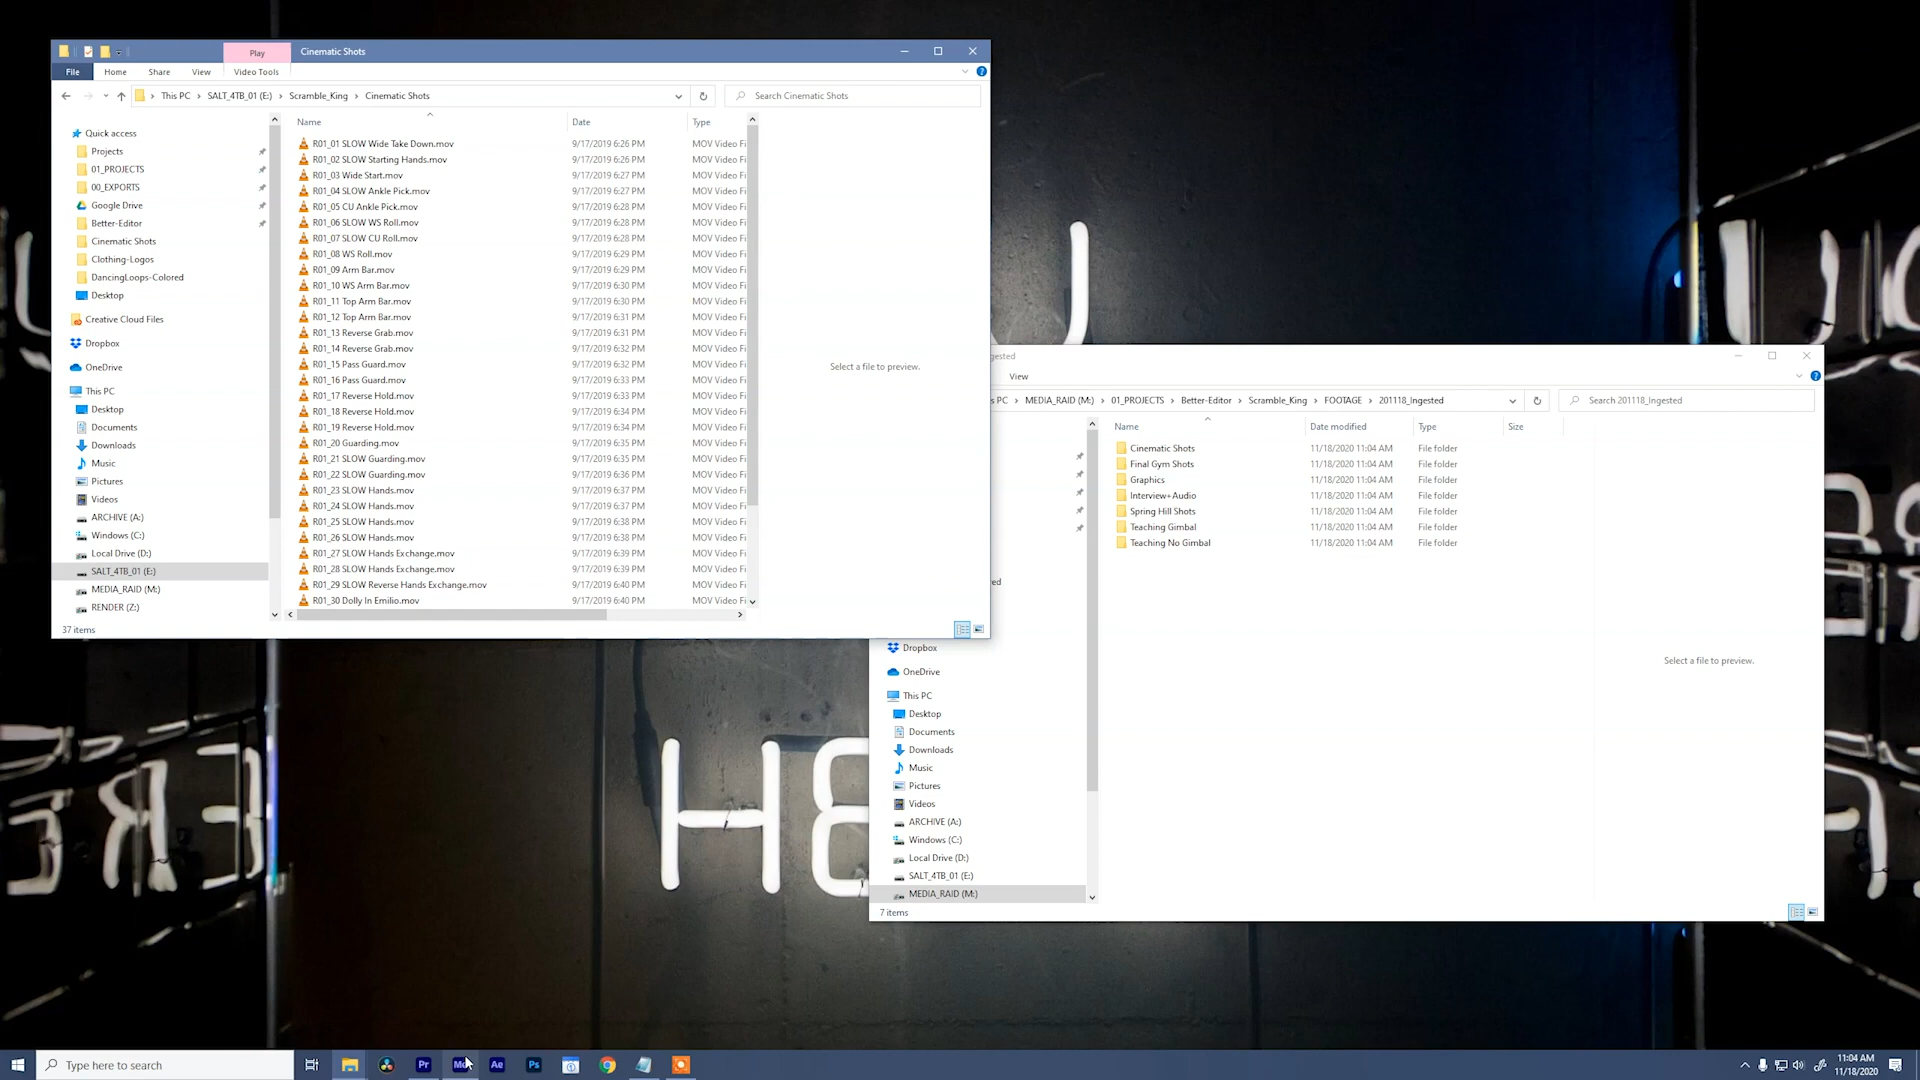 Play
Cinematic Shots
File
Home
Share
View
Video Tools
This PC > SALT_4TB_01 (E:) > Scramble_King > Cinematic Shots
Search Cinematic Shots
Name
Date
Type
Quick access
Projects
01_PROJECTS
00_EXPORTS
Google Drive
Better-Editor
Cinematic Shots
Clothing-Logos
DancingLoops-Colored
Desktop
Creative Cloud Files
Dropbox
OneDrive
This PC
Desktop
Documents
Downloads
Music
Pictures
Videos
ARCHIVE (A:)
Windows (C:)
Local Drive (D:)
SALT_4TB_01 (E:)
MEDIA_RAID (M:)
RENDER (Z:)
R01_01 SLOW Wide Take Down.mov 9/17/2019 6:26 PM MOV Video Fi
R01_02 SLOW Starting Hands.mov 9/17/2019 6:26 PM MOV Video Fi
R01_03 Wide Start.mov 9/17/2019 6:27 PM MOV Video Fi
R01_04 SLOW Ankle Pick.mov 9/17/2019 6:27 PM MOV Video Fi
R01_05 CU Ankle Pick.mov 9/17/2019 6:28 PM MOV Video Fi
R01_06 SLOW WS Roll.mov 9/17/2019 6:28 PM MOV Video Fi
R01_07 SLOW CU Roll.mov 9/17/2019 6:28 PM MOV Video Fi
R01_08 WS Roll.mov 9/17/2019 6:29 PM MOV Video Fi
R01_09 Arm Bar.mov 9/17/2019 6:29 PM MOV Video Fi
R01_10 WS Arm Bar.mov 9/17/2019 6:30 PM MOV Video Fi
R01_11 Top Arm Bar.mov 9/17/2019 6:30 PM MOV Video Fi
R01_12 Top Arm Bar.mov 9/17/2019 6:31 PM MOV Video Fi
R01_13 Reverse Grab.mov 9/17/2019 6:31 PM MOV Video Fi
R01_14 Reverse Grab.mov 9/17/2019 6:32 PM MOV Video Fi
R01_15 Pass Guard.mov 9/17/2019 6:32 PM MOV Video Fi
R01_16 Pass Guard.mov 9/17/2019 6:33 PM MOV Video Fi
R01_17 Reverse Hold.mov 9/17/2019 6:33 PM MOV Video Fi
R01_18 Reverse Hold.mov 9/17/2019 6:34 PM MOV Video Fi
R01_19 Reverse Hold.mov 9/17/2019 6:34 PM MOV Video Fi
R01_20 Guarding.mov 9/17/2019 6:35 PM MOV Video Fi
R01_21 SLOW Guarding.mov 9/17/2019 6:35 PM MOV Video Fi
R01_22 SLOW Guarding.mov 9/17/2019 6:36 PM MOV Video Fi
R01_23 SLOW Hands.mov 9/17/2019 6:37 PM MOV Video Fi
R01_24 SLOW Hands.mov 9/17/2019 6:37 PM MOV Video Fi
R01_25 SLOW Hands.mov 9/17/2019 6:38 PM MOV Video Fi
R01_26 SLOW Hands.mov 9/17/2019 6:38 PM MOV Video Fi
R01_27 SLOW Hands Exchange.mov 9/17/2019 6:39 PM MOV Video Fi
R01_28 SLOW Hands Exchange.mov 9/17/2019 6:39 PM MOV Video Fi
R01_29 SLOW Reverse Hands Exchange.mov 9/17/2019 6:40 PM MOV Video Fi
R01_30 Dolly In Emilio.mov 9/17/2019 6:40 PM MOV Video Fi
Select a file to preview.
37 items
gested
View
s PC > MEDIA_RAID (M:) > 01_PROJECTS > Better-Editor > Scramble_King > FOOTAGE > 201118_Ingested
Search 201118_Ingested
Name
Date modified
Type
Size
Cinematic Shots 11/18/2020 11:04 AM File folder
Final Gym Shots 11/18/2020 11:04 AM File folder
Graphics 11/18/2020 11:04 AM File folder
Interview+Audio 11/18/2020 11:04 AM File folder
Spring Hill Shots 11/18/2020 11:04 AM File folder
Teaching Gimbal 11/18/2020 11:04 AM File folder
Teaching No Gimbal 11/18/2020 11:04 AM File folder
ed
Dropbox
OneDrive
This PC
Desktop
Documents
Downloads
Music
Pictures
Videos
ARCHIVE (A:)
Windows (C:)
Local Drive (D:)
SALT_4TB_01 (E:)
MEDIA_RAID (M:)
Select a file to preview.
7 items
Type here to search
Pr
Me
Ae
Ps
11:04 AM
11/18/2020